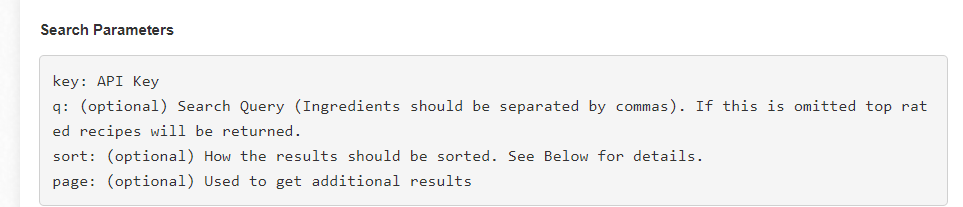 Search Parameters
key: API Key
q: (optional) Search Query (Ingredients should be separated by commas). If this is omitted top rat
ed recipes will be returned.
sort: (optional) How the results should be sorted. See Below for details.
page: (optional) Used to get additional results